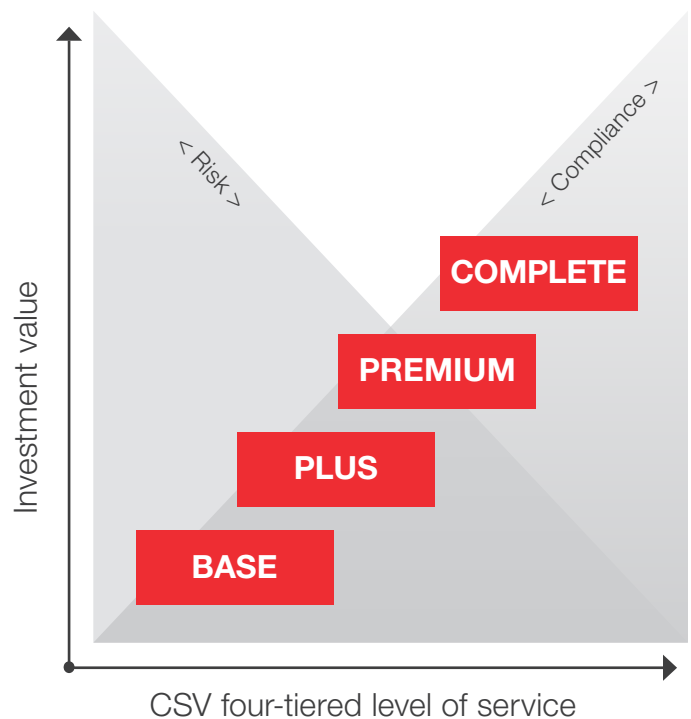 < Risk >
< Compliance >
COMPLETE
PREMIUM
PLUS
BASE
Investment value
CSV four-tiered level of service